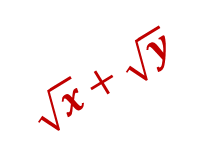 √x + √y